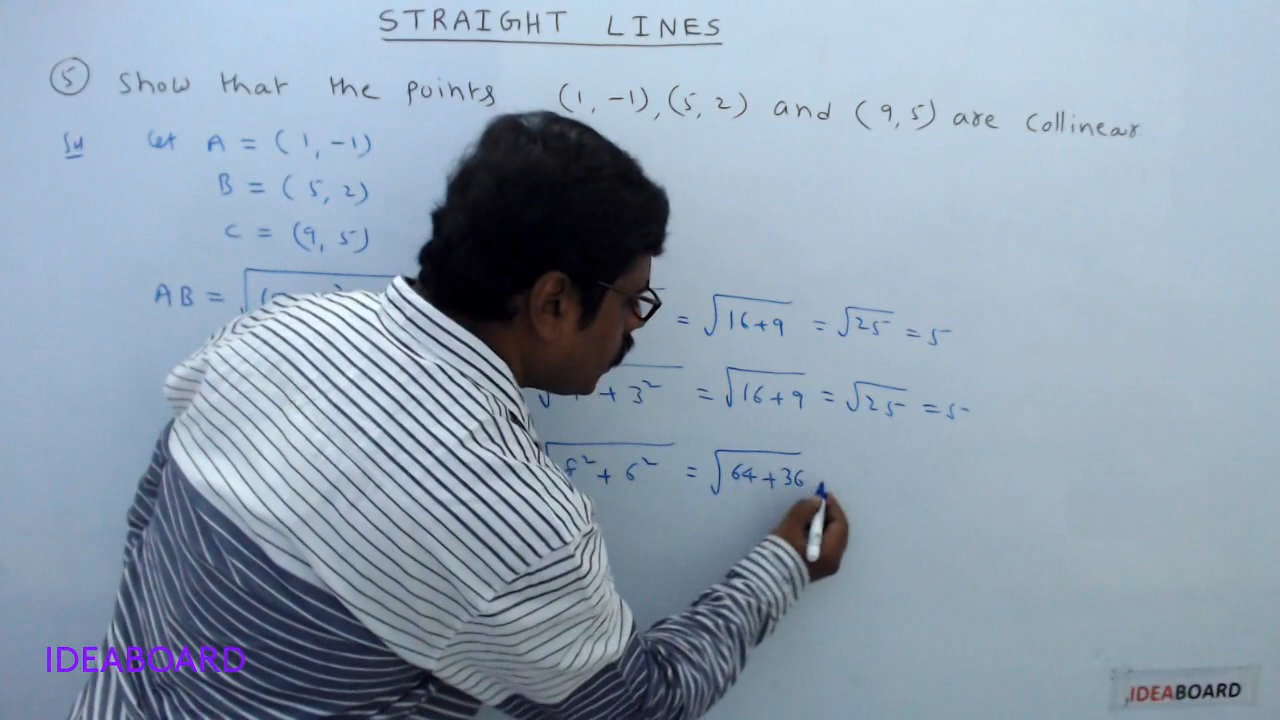 STRAIGHT LINES
5 Show that the points (1, -1), (5, 2) and (9, 5) are Collinear
Sol Let A = (1, -1)
B = (5, 2)
C = (9, 5)
AB = √ = √16+9 = √25 = 5
+ 3² = √16+9 = √25 = 5
√8² + 6² = √64+36
IDEABOARD
IDEABOARD